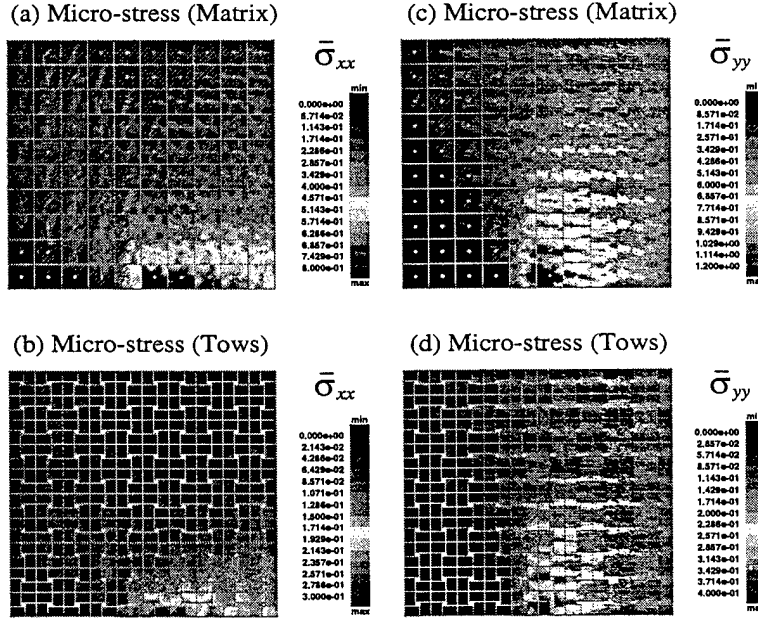 (a) Micro-stress (Matrix)
σ̄xx
min
0.000e+00
5.714e-02
1.143e-01
1.714e-01
2.286e-01
2.857e-01
3.429e-01
4.000e-01
4.571e-01
5.143e-01
5.714e-01
6.286e-01
6.857e-01
7.429e-01
8.000e-01
max
(c) Micro-stress (Matrix)
σ̄yy
mi
0.000e+00
8.571e-02
1.714e-01
2.571e-01
3.429e-01
4.286e-01
5.143e-01
6.000e-01
6.857e-01
7.714e-01
8.571e-01
9.429e-01
1.029e+00
1.114e+00
1.200e+00
ma
(b) Micro-stress (Tows)
σ̄xx
min
0.000e+00
2.143e-02
4.286e-02
6.429e-02
8.571e-02
1.071e-01
1.286e-01
1.500e-01
1.714e-01
1.929e-01
2.143e-01
2.357e-01
2.571e-01
2.786e-01
3.000e-01
max
(d) Micro-stress (Tows)
σ̄yy
mi
0.000e+00
2.857e-02
5.714e-02
8.571e-02
1.143e-01
1.429e-01
1.714e-01
2.000e-01
2.286e-01
2.571e-01
2.857e-01
3.143e-01
3.429e-01
3.714e-01
4.000e-01
ma